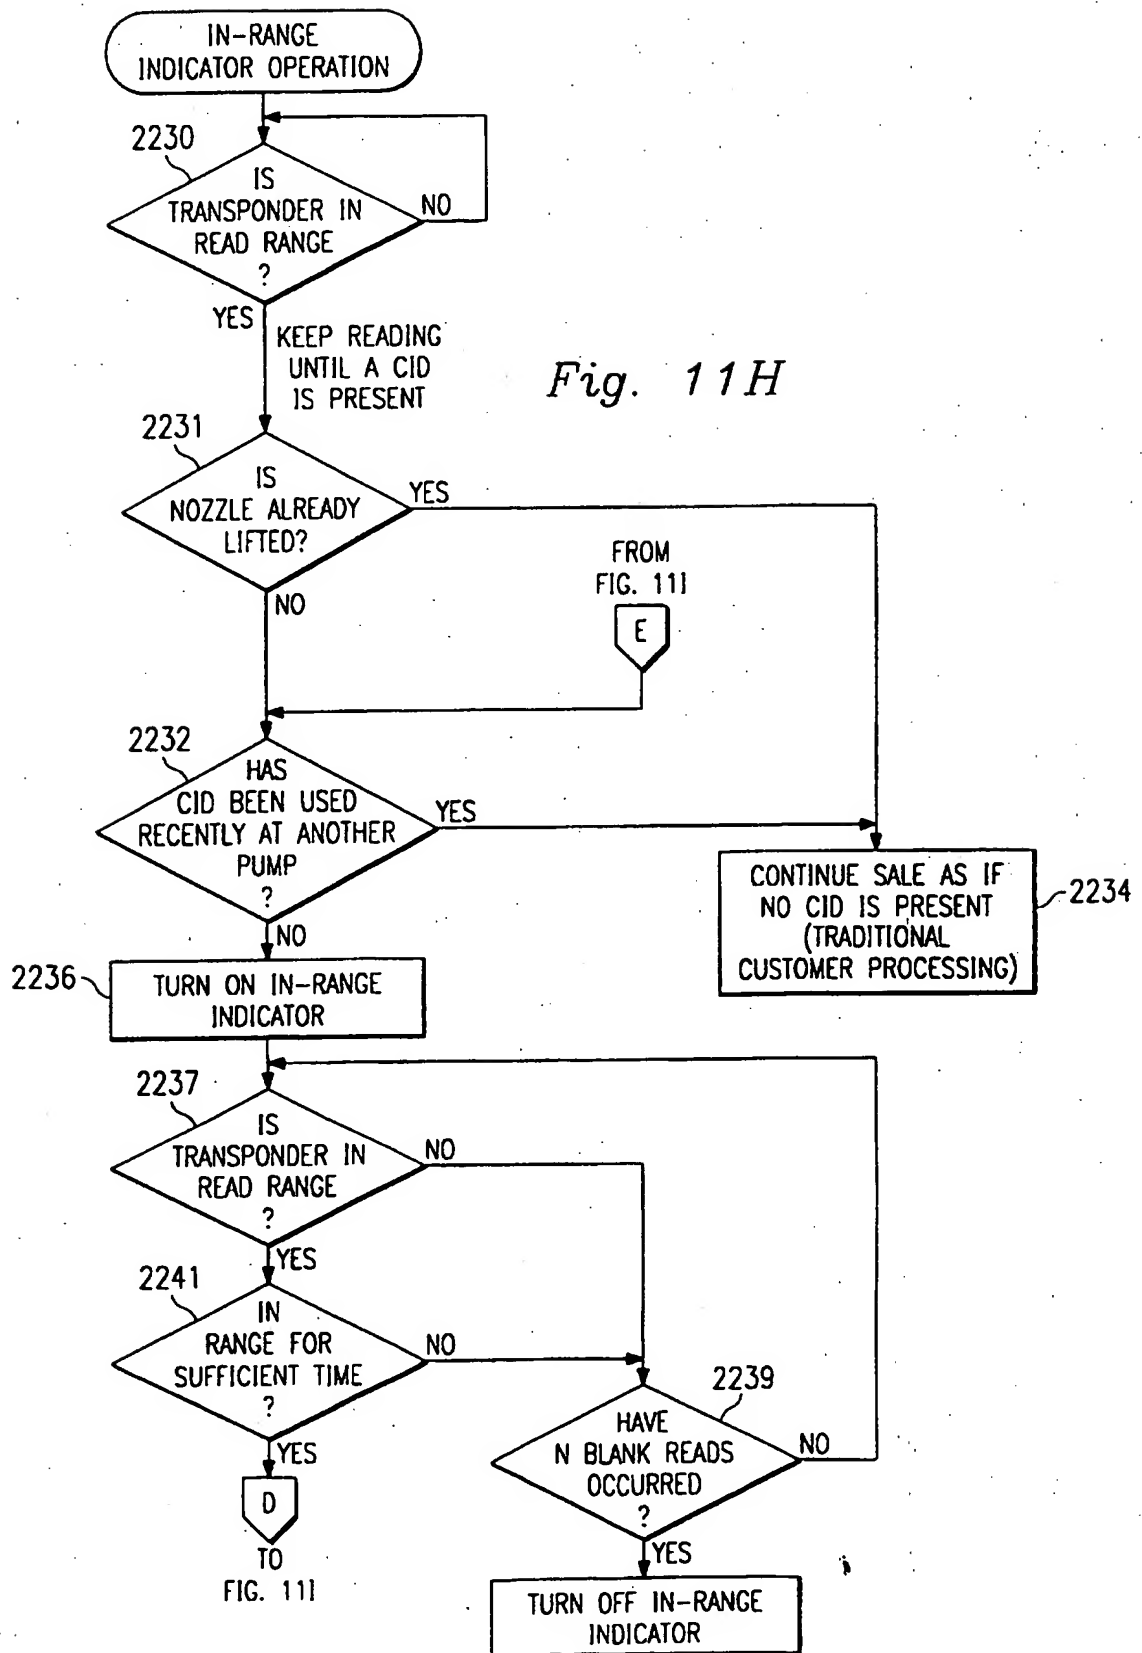 IN-RANGE
INDICATOR OPERATION
2230
IS
TRANSPONDER IN
READ RANGE
?
NO
YES
KEEP READING
UNTIL A CID
IS PRESENT
Fig. 11H
2231
IS
NOZZLE ALREADY
LIFTED?
YES
NO
FROM
FIG. 11I
E
2232
HAS
CID BEEN USED
RECENTLY AT ANOTHER
PUMP
?
YES
NO
CONTINUE SALE AS IF
NO CID IS PRESENT
(TRADITIONAL
CUSTOMER PROCESSING)
2234
2236
TURN ON IN-RANGE
INDICATOR
2237
IS
TRANSPONDER IN
READ RANGE
?
NO
YES
2241
IN
RANGE FOR
SUFFICIENT TIME
?
NO
YES
D
TO
FIG. 11I
2239
HAVE
N BLANK READS
OCCURRED
?
NO
YES
TURN OFF IN-RANGE
INDICATOR